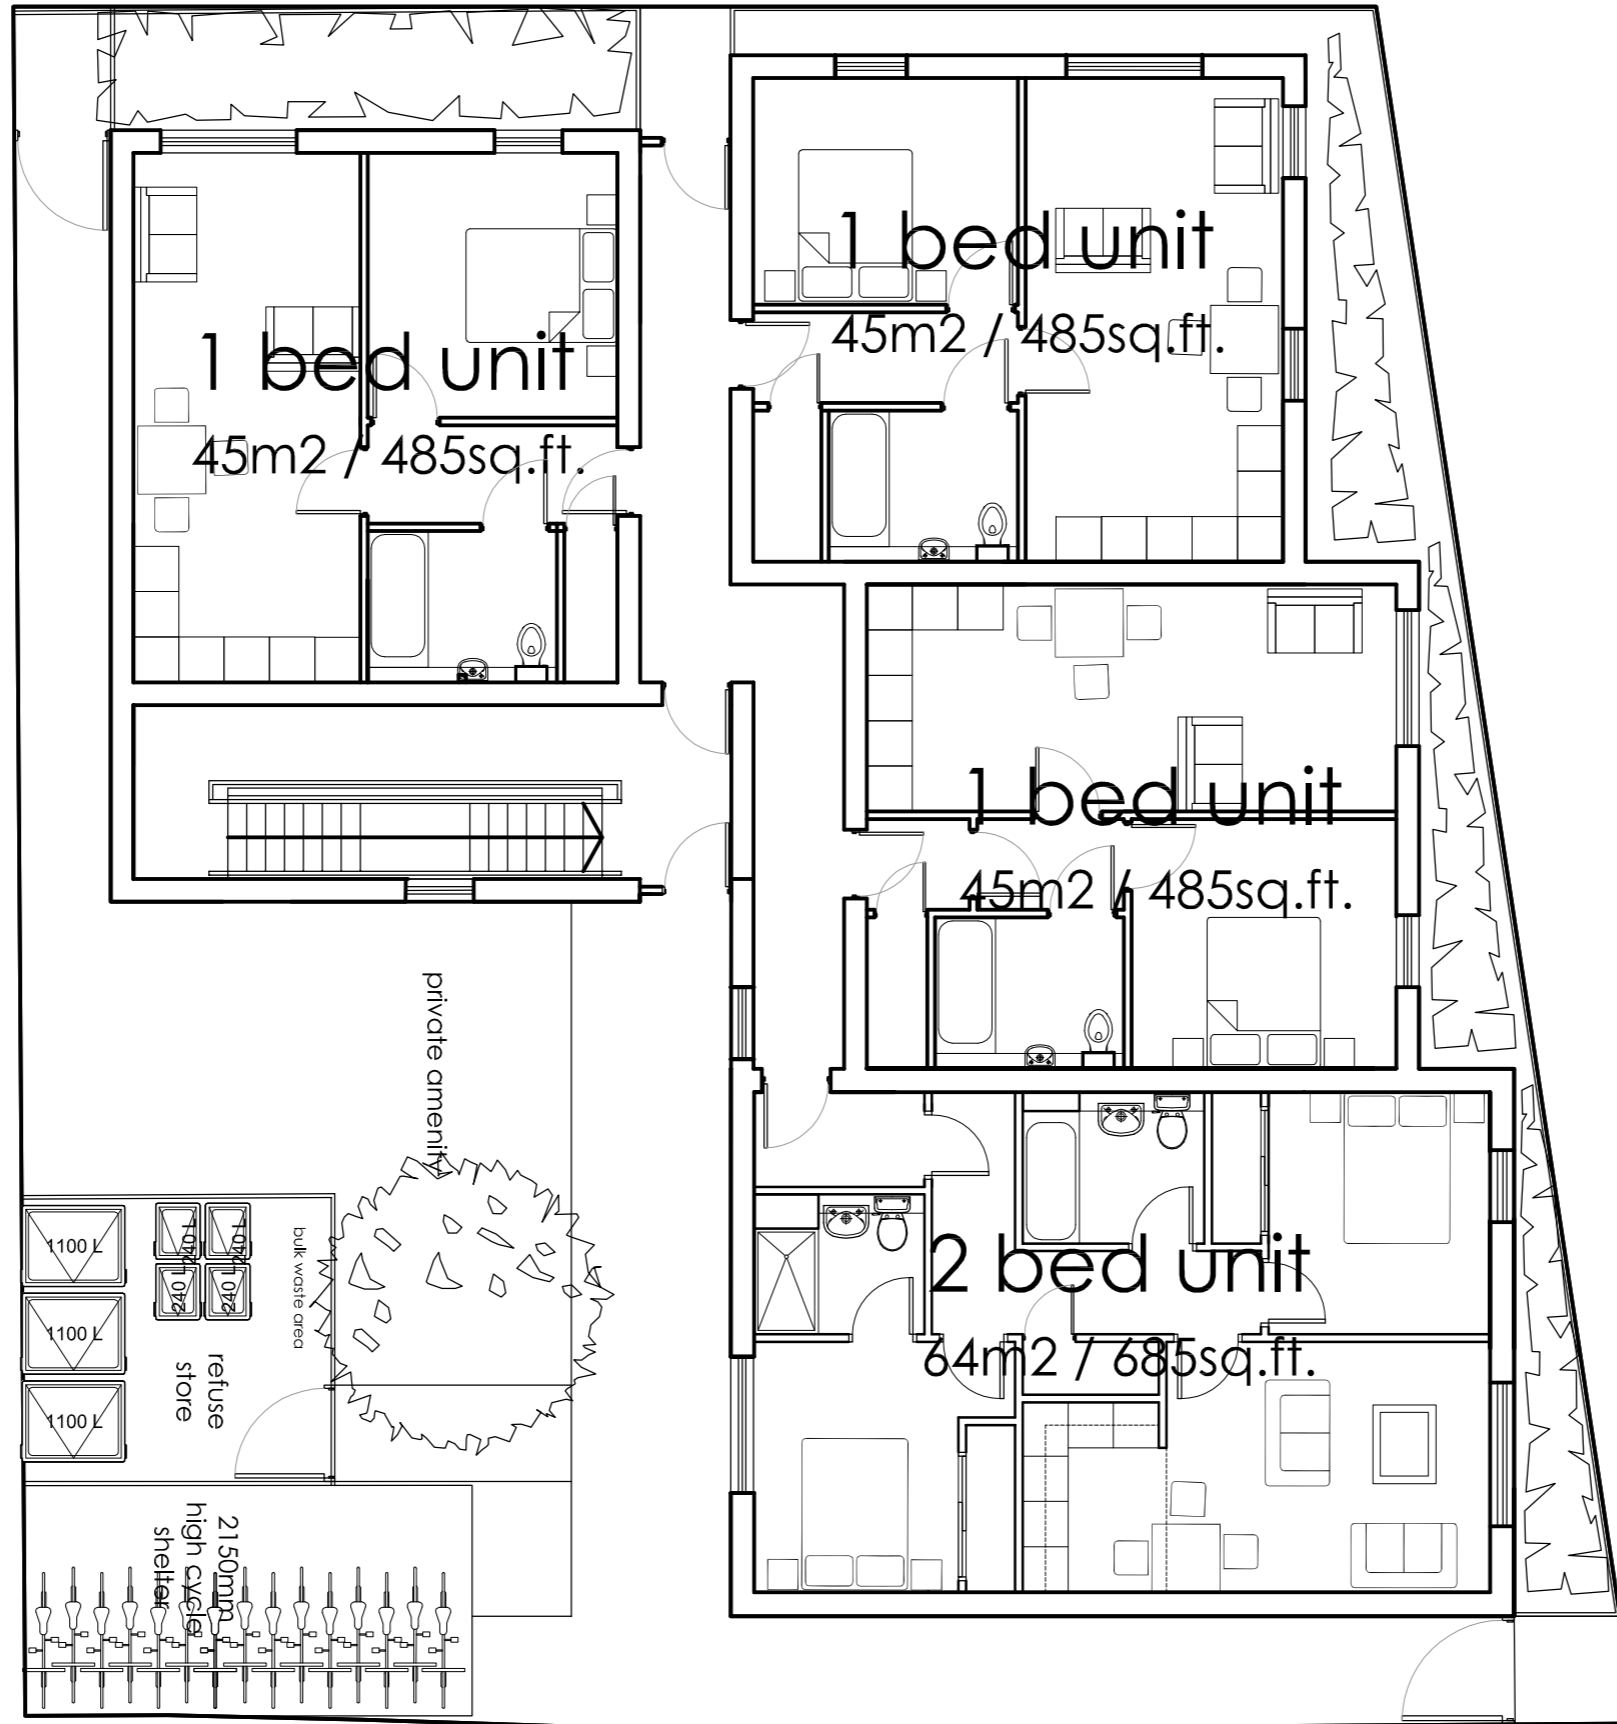 1 bed unit
45m2 / 485sq.ft.
1 bed unit
45m2 / 485sq.ft.
1 bed unit
45m2 / 485sq.ft.
2 bed unit
64m2 / 685sq.ft.
private amenity
1100 L
1100 L
1100 L
240 L
240 L
240 L
240 L
bulk waste area
refuse
store
2150mm
high cycle
shelter